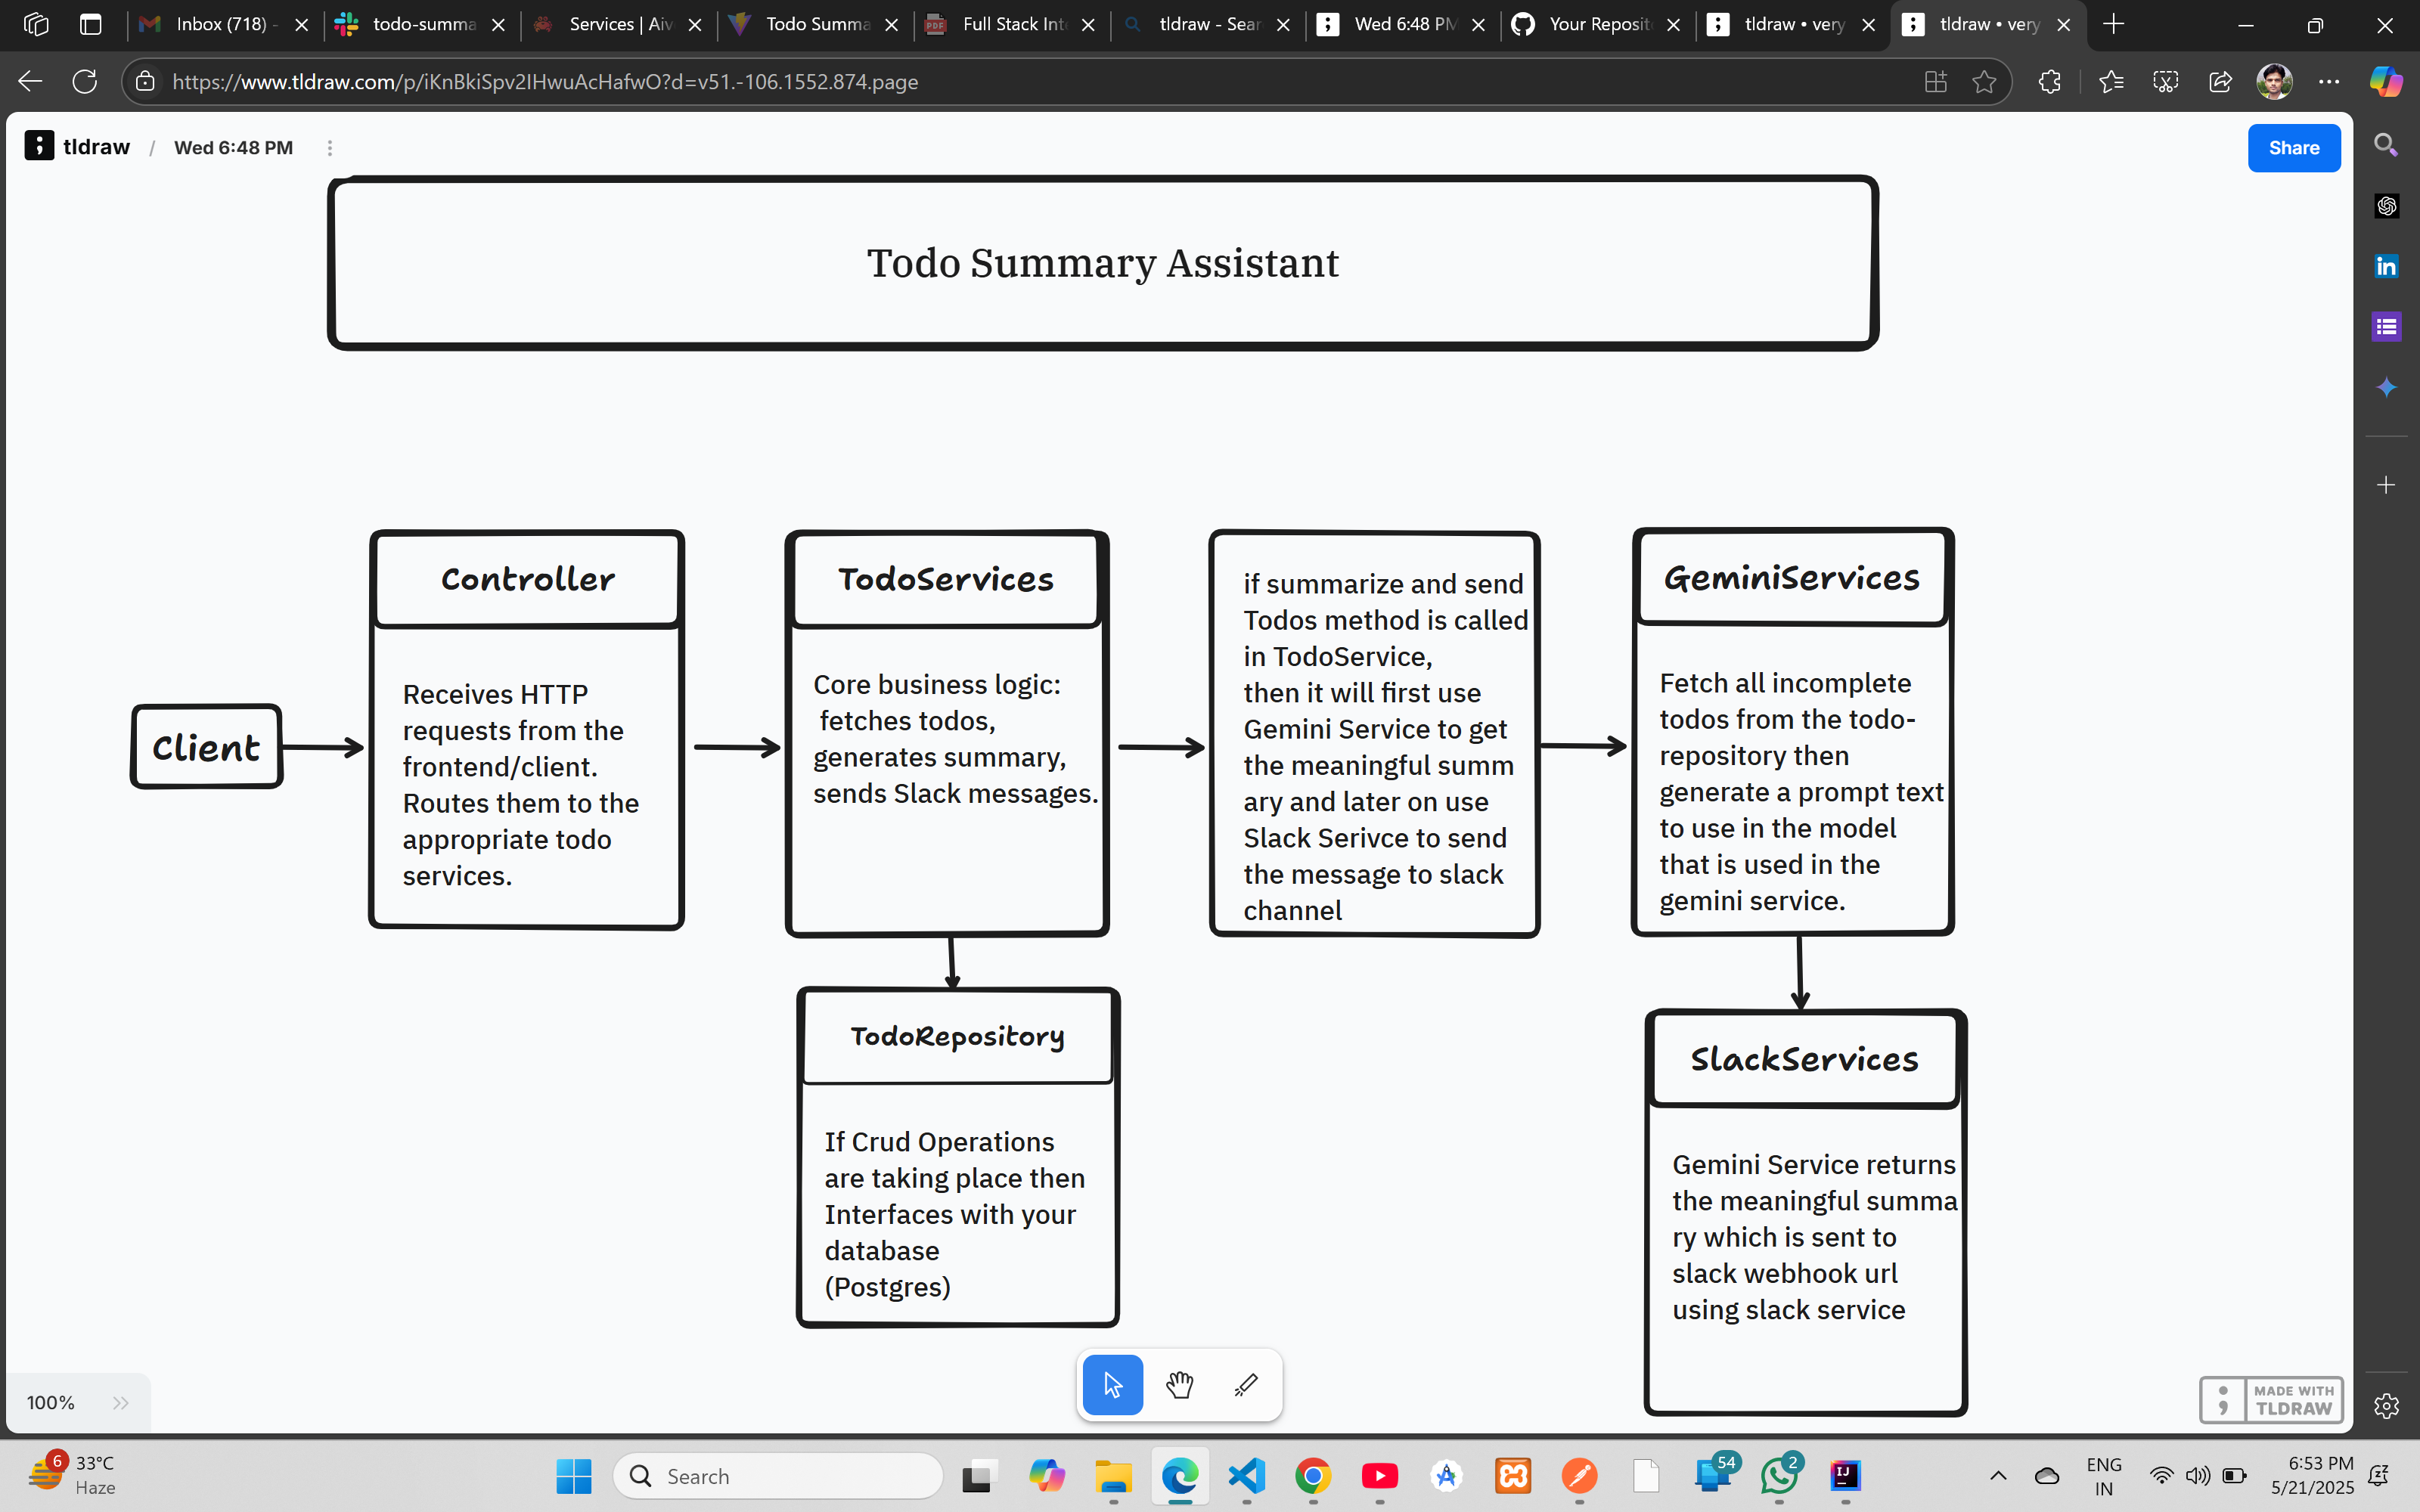 Inbox (718) -
todo-summa
Services | Aiv
Todo Summa
Full Stack Inte
tldraw - Sear
Wed 6:48 PM
Your Reposit
tldraw • very
tldraw • very
https://www.tldraw.com/p/iKnBkiSpv2IHwuAcHafwO?d=v51.-106.1552.874.page
tldraw / Wed 6:48 PM
Share
Todo Summary Assistant
Client
Controller
Receives HTTP
requests from the
frontend/client.
Routes them to the
appropriate todo
services.
TodoServices
Core business logic:
fetches todos,
generates summary,
sends Slack messages.
if summarize and send
Todos method is called
in TodoService,
then it will first use
Gemini Service to get
the meaningful summ
ary and later on use
Slack Serivce to send
the message to slack
channel
GeminiServices
Fetch all incomplete
todos from the todo-
repository then
generate a prompt text
to use in the model
that is used in the
gemini service.
TodoRepository
If Crud Operations
are taking place then
Interfaces with your
database
(Postgres)
SlackServices
Gemini Service returns
the meaningful summa
ry which is sent to
slack webhook url
using slack service
100%
MADE WITH
TLDRAW
6
33°C
Haze
Search
54
2
IJ
ENG
IN
6:53 PM
5/21/2025